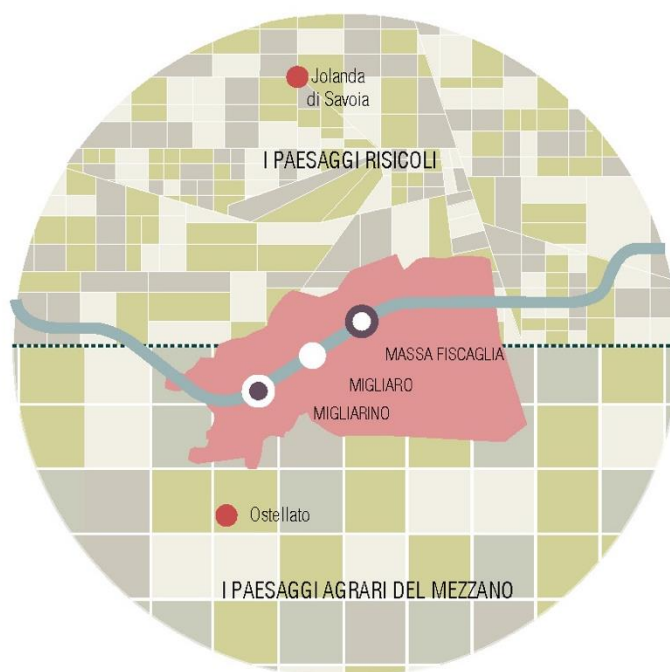 Jolanda
di Savoia
I PAESAGGI RISICOLI
MASSA FISCAGLIA
MIGLIARO
MIGLIARINO
Ostellato
I PAESAGGI AGRARI DEL MEZZANO